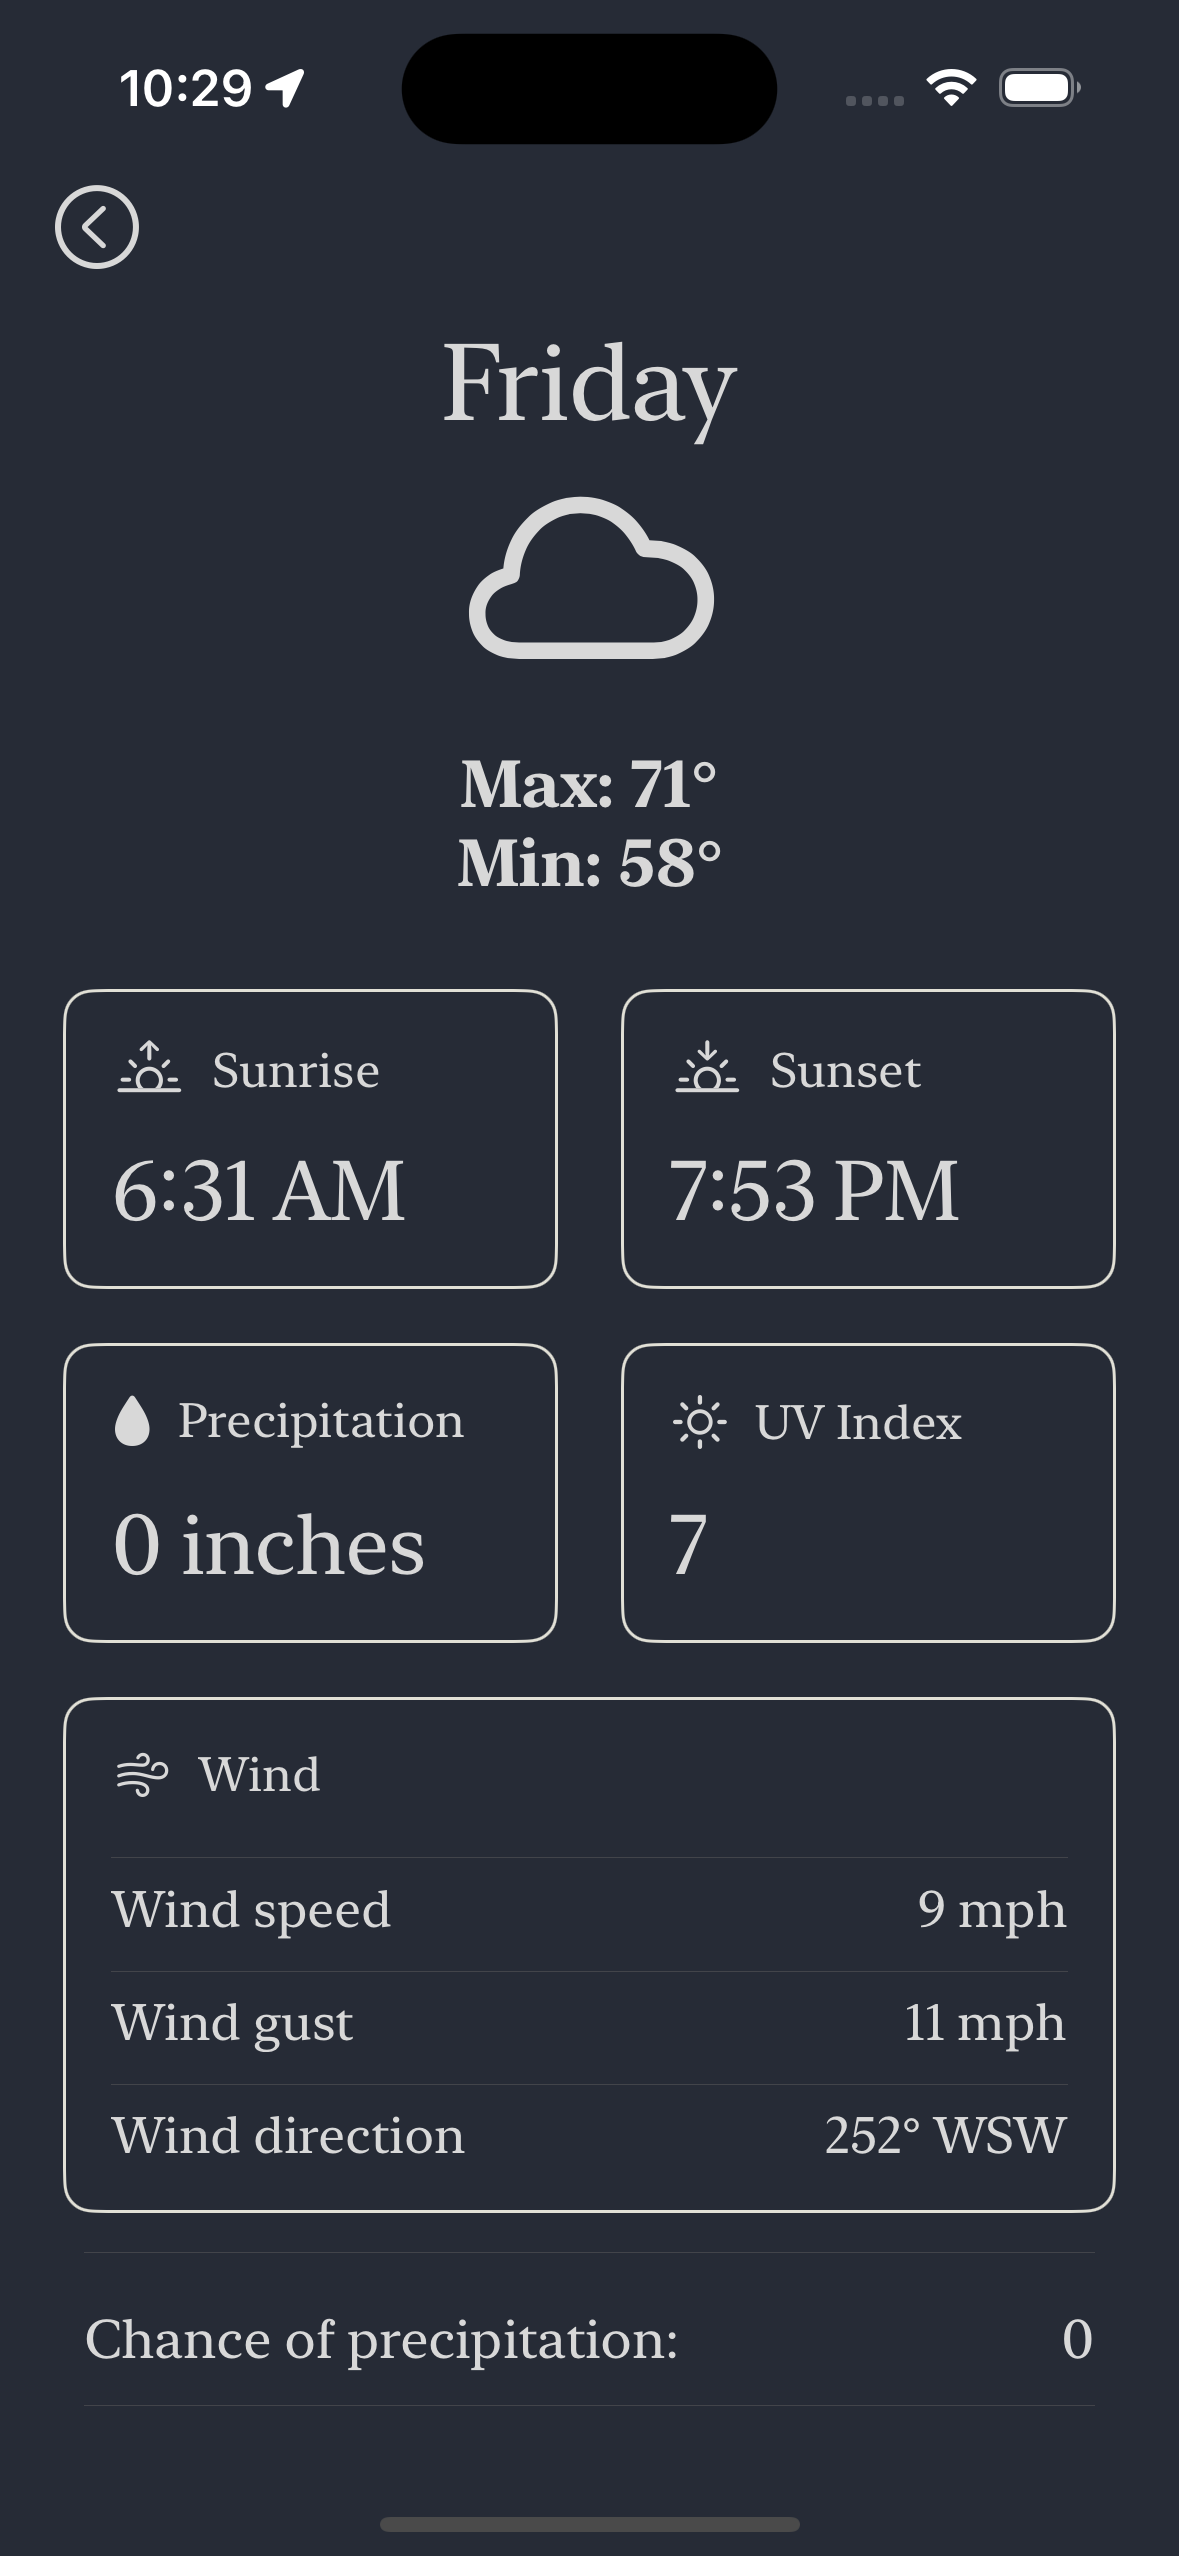 10:29
Friday
Max: 71°
Min: 58°
Sunrise
6:31 AM
Sunset
7:53 PM
Precipitation
0 inches
UV Index
7
Wind
Wind speed 9 mph
Wind gust 11 mph
Wind direction 252° WSW
Chance of precipitation: 0